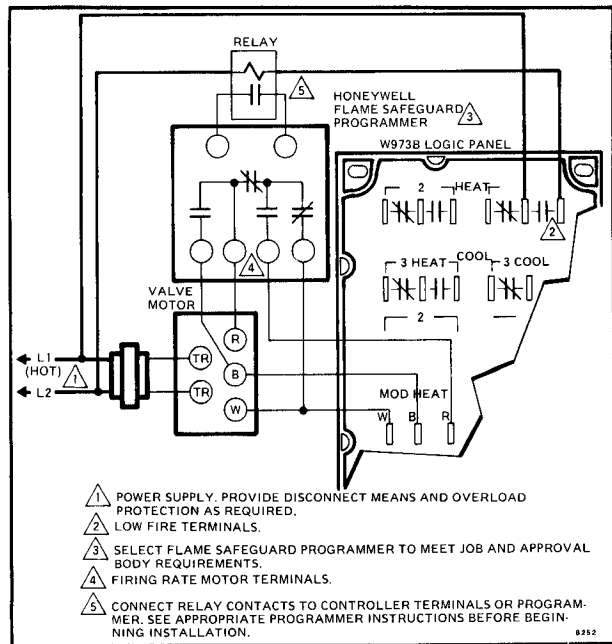 RELAY
5
HONEYWELL
FLAME SAFEGUARD
PROGRAMMER
3
W973B LOGIC PANEL
2 HEAT
2
3 HEAT COOL 3 COOL
4
2
VALVE
MOTOR
R
TR
B
TR
W
L1
(HOT)
1
L2
MOD HEAT
W B R
1 POWER SUPPLY. PROVIDE DISCONNECT MEANS AND OVERLOAD
PROTECTION AS REQUIRED.
2 LOW FIRE TERMINALS.
3 SELECT FLAME SAFEGUARD PROGRAMMER TO MEET JOB AND APPROVAL
BODY REQUIREMENTS.
4 FIRING RATE MOTOR TERMINALS.
5 CONNECT RELAY CONTACTS TO CONTROLLER TERMINALS OR PROGRAM-
MER. SEE APPROPRIATE PROGRAMMER INSTRUCTIONS BEFORE BEGIN-
NING INSTALLATION.
8252